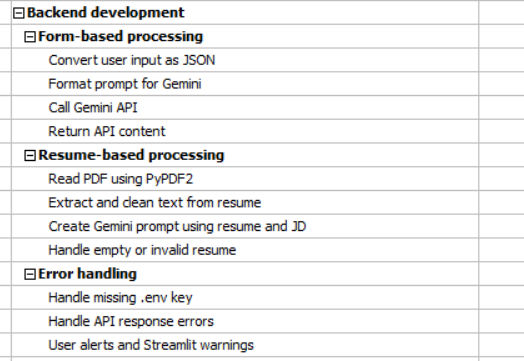 Backend development
Form-based processing
Convert user input as JSON
Format prompt for Gemini
Call Gemini API
Return API content
Resume-based processing
Read PDF using PyPDF2
Extract and clean text from resume
Create Gemini prompt using resume and JD
Handle empty or invalid resume
Error handling
Handle missing .env key
Handle API response errors
User alerts and Streamlit warnings